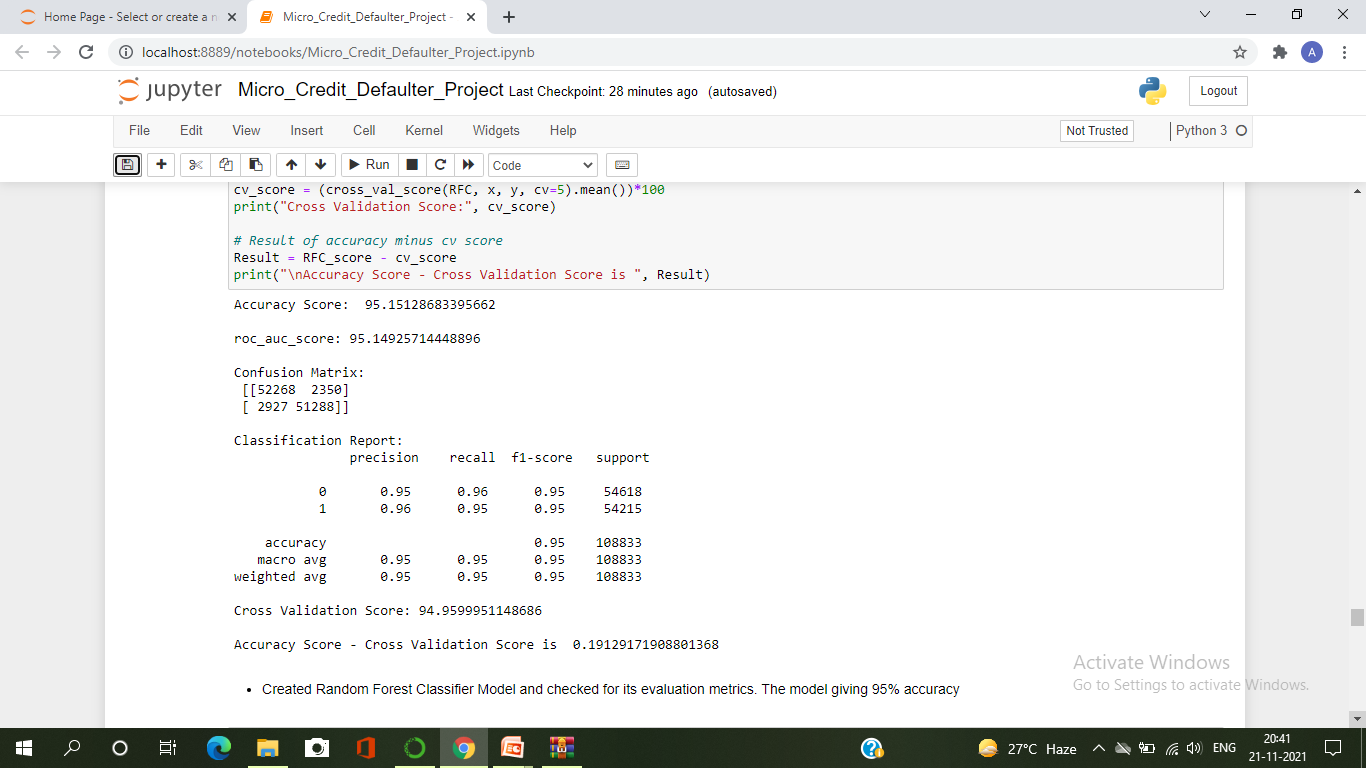 Home Page - Select or create a n
Micro_Credit_Defaulter_Project -
localhost:8889/notebooks/Micro_Credit_Defaulter_Project.ipynb
A
jupyter Micro_Credit_Defaulter_Project Last Checkpoint: 28 minutes ago (autosaved)
Logout
File Edit View Insert Cell Kernel Widgets Help
Not Trusted
Python 3
Run
Code
cv_score = (cross_val_score(RFC, x, y, cv=5).mean())*100
print("Cross Validation Score:", cv_score)
# Result of accuracy minus cv score
Result = RFC_score - cv_score
print("\nAccuracy Score - Cross Validation Score is ", Result)
Accuracy Score:  95.15128683395662
roc_auc_score: 95.14925714448896
Confusion Matrix:
[[52268  2350]
[ 2927 51288]]
Classification Report:
precision    recall  f1-score   support
0       0.95      0.96      0.95     54618
1       0.96      0.95      0.95     54215
accuracy                           0.95    108833
macro avg       0.95      0.95      0.95    108833
weighted avg       0.95      0.95      0.95    108833
Cross Validation Score: 94.9599951148686
Accuracy Score - Cross Validation Score is  0.19129171908801368
• Created Random Forest Classifier Model and checked for its evaluation metrics. The model giving 95% accuracy
Activate Windows
Go to Settings to activate Windows.
27°C Haze
ENG
20:41
21-11-2021